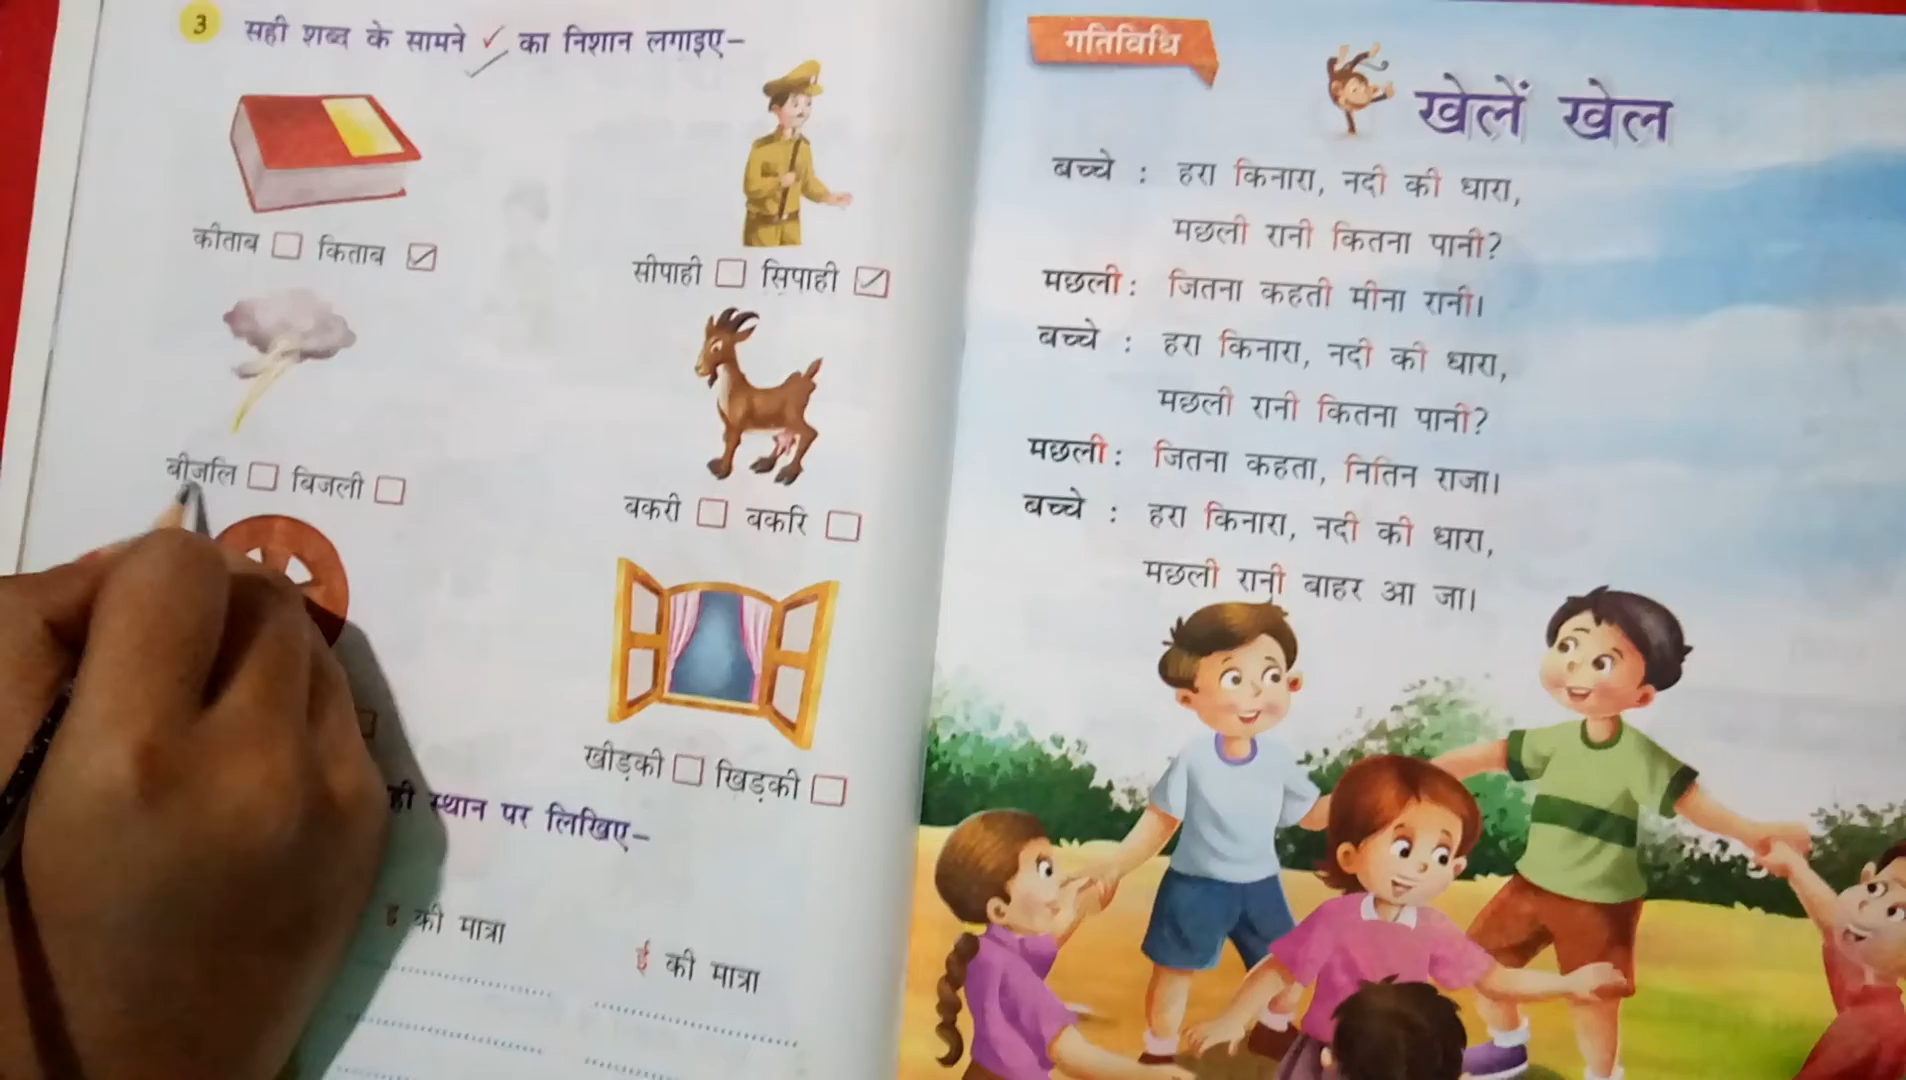 3 सही शब्द के सामने ✓ का निशान लगाइए–
कीताब किताब
सीपाही सिपाही
बीजलि बिजली
बकरी बकरि
खीड़की खिड़की
ही स्थान पर लिखिए–
की मात्रा
ई की मात्रा
गतिविधि
खेलें खेल
बच्चे : हरा किनारा, नदी की धारा,
मछली रानी कितना पानी?
मछली : जितना कहती मीना रानी।
बच्चे : हरा किनारा, नदी की धारा,
मछली रानी कितना पानी?
मछली : जितना कहता, नितिन राजा।
बच्चे : हरा किनारा, नदी की धारा,
मछली रानी बाहर आ जा।